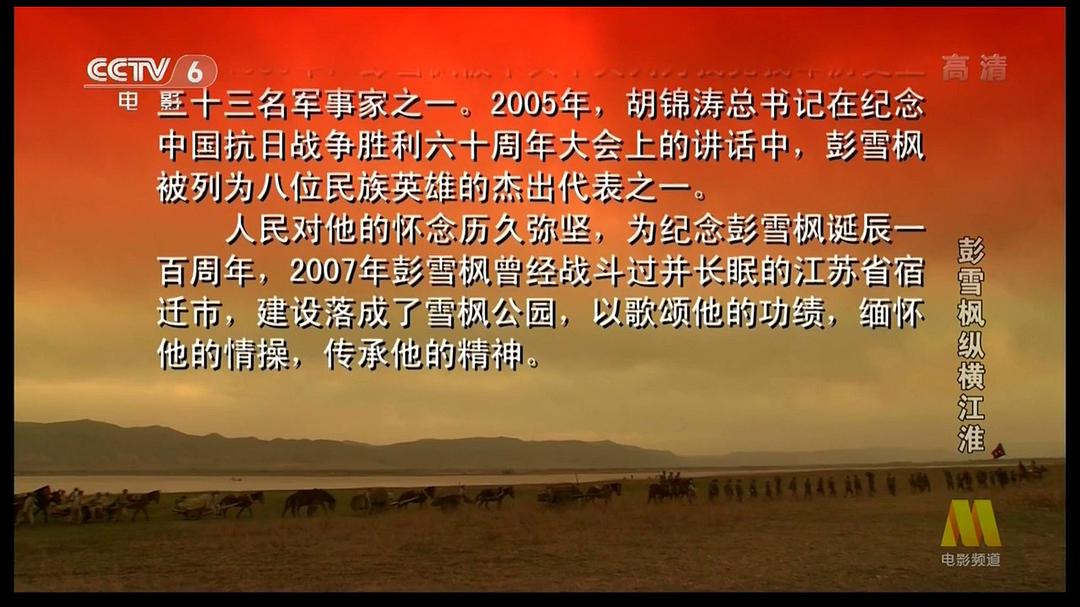 CCTV 6
电影
高清
三十三名军事家之一。2005年，胡锦涛总书记在纪念
中国抗日战争胜利六十周年大会上的讲话中，彭雪枫
被列为八位民族英雄的杰出代表之一。
人民对他的怀念历久弥坚，为纪念彭雪枫诞辰一
百周年，2007年彭雪枫曾经战斗过并长眠的江苏省宿
迁市，建设落成了雪枫公园，以歌颂他的功绩，缅怀
他的情操，传承他的精神。
彭雪枫纵横江淮
电影频道